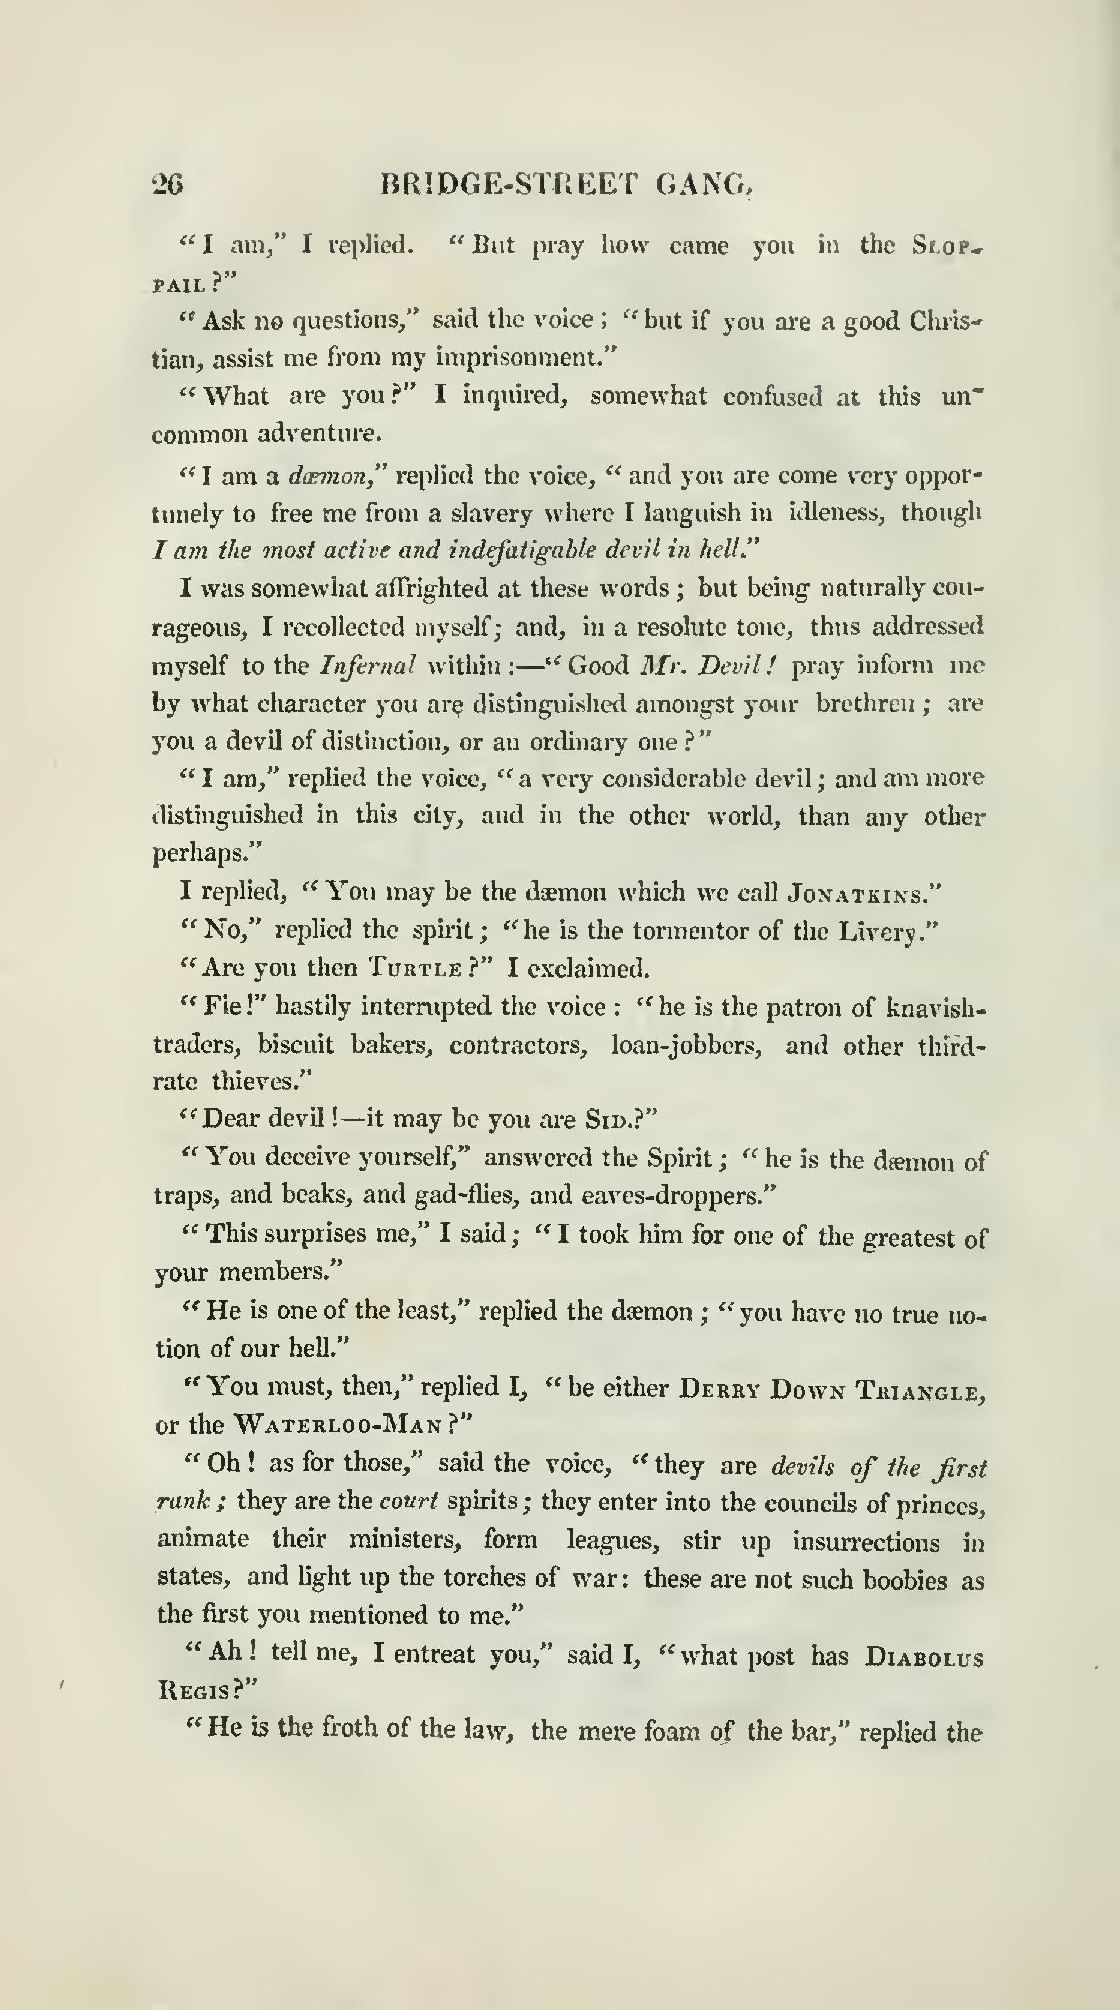 26 BRIDGE-STREET GANG.
“I am,” I replied. “But pray how came you in the SLOP-
PAIL?”
“Ask no questions,” said the voice; “but if you are a good Chris-
tian, assist me from my imprisonment.”
“What are you?” I inquired, somewhat confused at this un-
common adventure.
“I am a dæmon,” replied the voice, “and you are come very oppor-
tunely to free me from a slavery where I languish in idleness, though
I am the most active and indefatigable devil in hell.”
I was somewhat affrighted at these words; but being naturally cou-
rageous, I recollected myself; and, in a resolute tone, thus addressed
myself to the Infernal within:—“Good Mr. Devil! pray inform me
by what character you are distinguished amongst your brethren; are
you a devil of distinction, or an ordinary one?”
“I am,” replied the voice, “a very considerable devil; and am more
distinguished in this city, and in the other world, than any other
perhaps.”
I replied, “You may be the dæmon which we call JONATKINS.”
“No,” replied the spirit; “he is the tormentor of the Livery.”
“Are you then TURTLE?” I exclaimed.
“Fie!” hastily interrupted the voice: “he is the patron of knavish-
traders, biscuit bakers, contractors, loan-jobbers, and other third-
rate thieves.”
“Dear devil!—it may be you are SID.?”
“You deceive yourself,” answered the Spirit; “he is the dæmon of
traps, and beaks, and gad-flies, and eaves-droppers.”
“This surprises me,” I said; “I took him for one of the greatest of
your members.”
“He is one of the least,” replied the dæmon; “you have no true no-
tion of our hell.”
“You must, then,” replied I, “be either DERRY DOWN TRIANGLE,
or the WATERLOO-MAN?”
“Oh! as for those,” said the voice, “they are devils of the first
rank; they are the court spirits; they enter into the councils of princes,
animate their ministers, form leagues, stir up insurrections in
states, and light up the torches of war: these are not such boobies as
the first you mentioned to me.”
“Ah! tell me, I entreat you,” said I, “what post has DIABOLUS
REGIS?”
“He is the froth of the law, the mere foam of the bar,” replied the